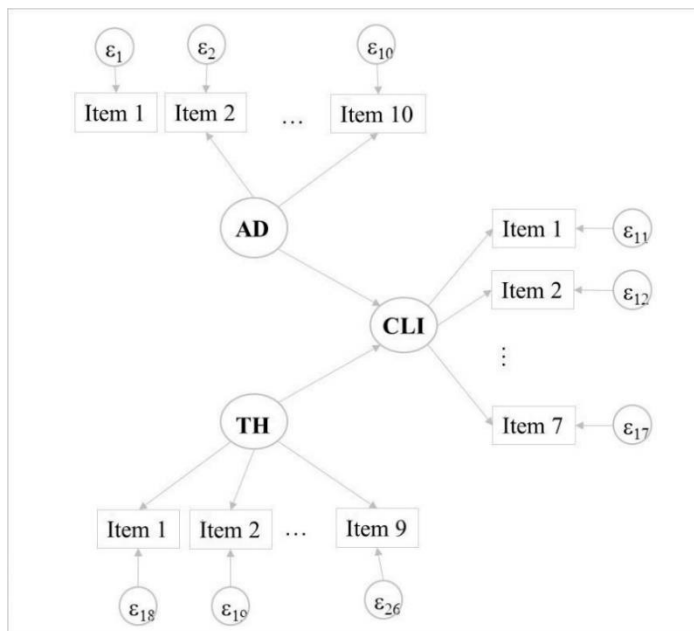 ε1 ε2 ε10
Item 1 Item 2 … Item 10
AD
Item 1 ε11
Item 2 ε12
CLI
⋮
TH
Item 7 ε17
Item 1 Item 2 … Item 9
ε18 ε19 ε26